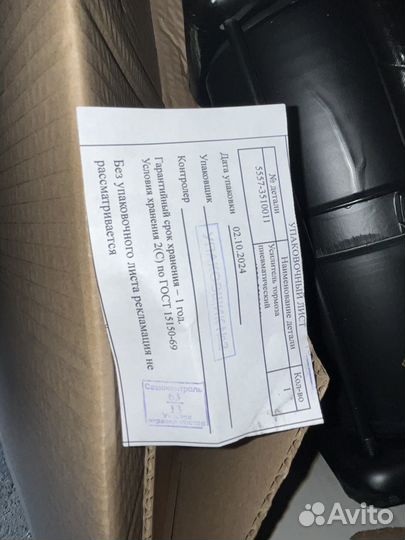 УПАКОВОЧНЫЙ ЛИСТ
№ детали Наименование детали Кол-во
5557-3510011 Усилитель тормоза 1
пневматический
Дата упаковки 02.10.2024
Упаковщик
Контролер
Самоконтроль
Гарантийный срок хранения – 1 год.
Условия хранения 2(С) по ГОСТ 15150-69
Без упаковочного листа рекламация не
рассматривается
Avito